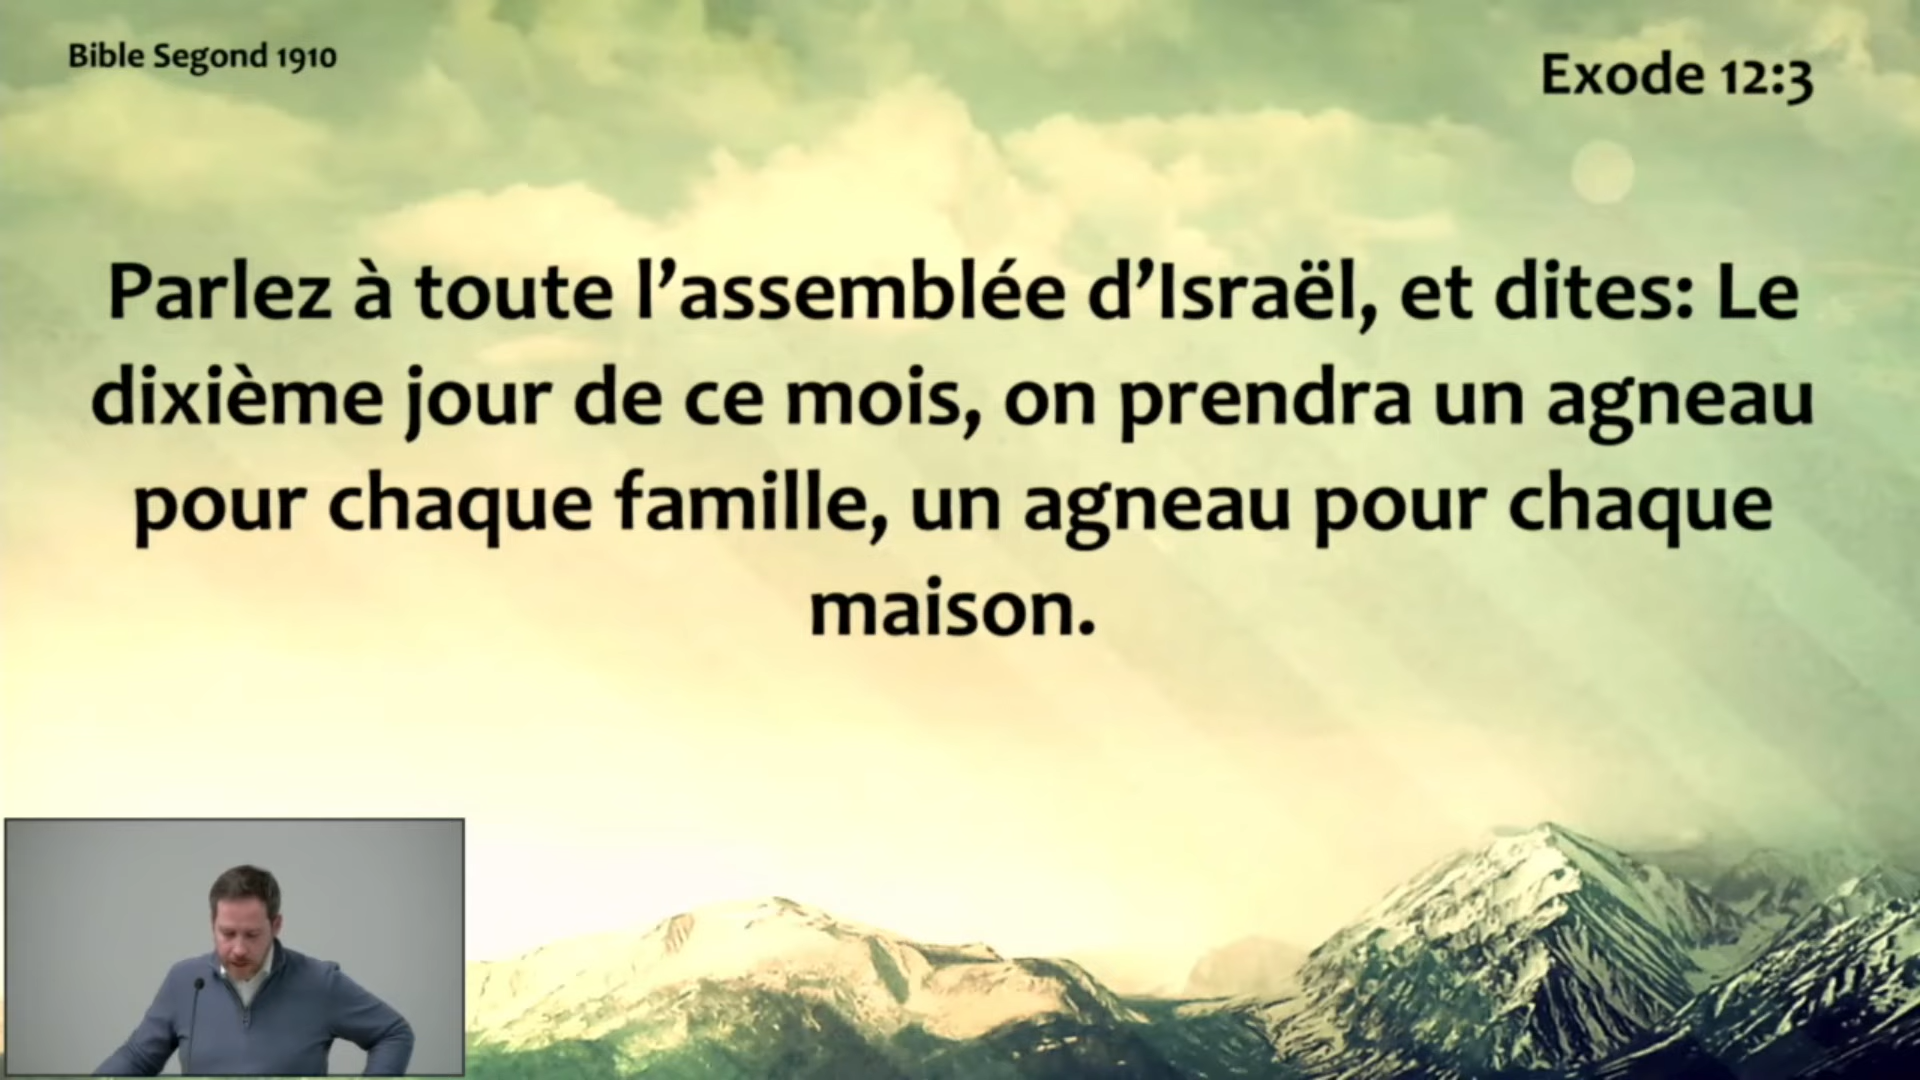 Bible Segond 1910
Exode 12:3
Parlez à toute l’assemblée d’Israël, et dites: Le
dixième jour de ce mois, on prendra un agneau
pour chaque famille, un agneau pour chaque
maison.